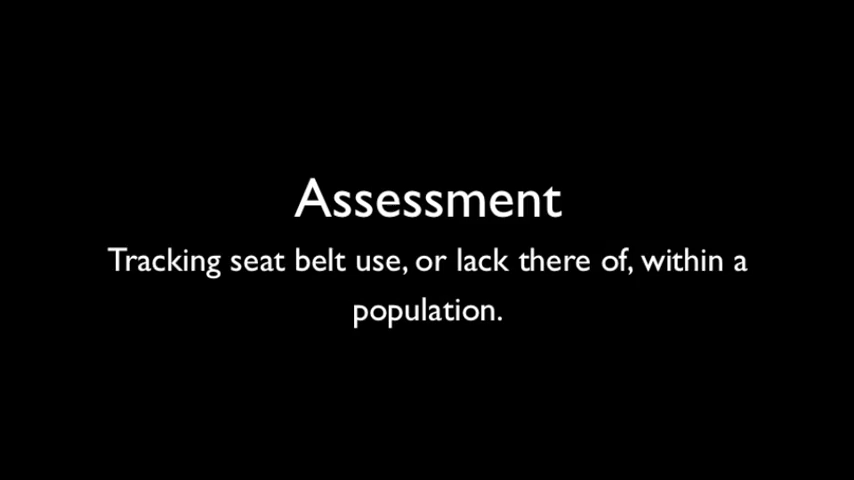 Assessment
Tracking seat belt use, or lack there of, within a
population.